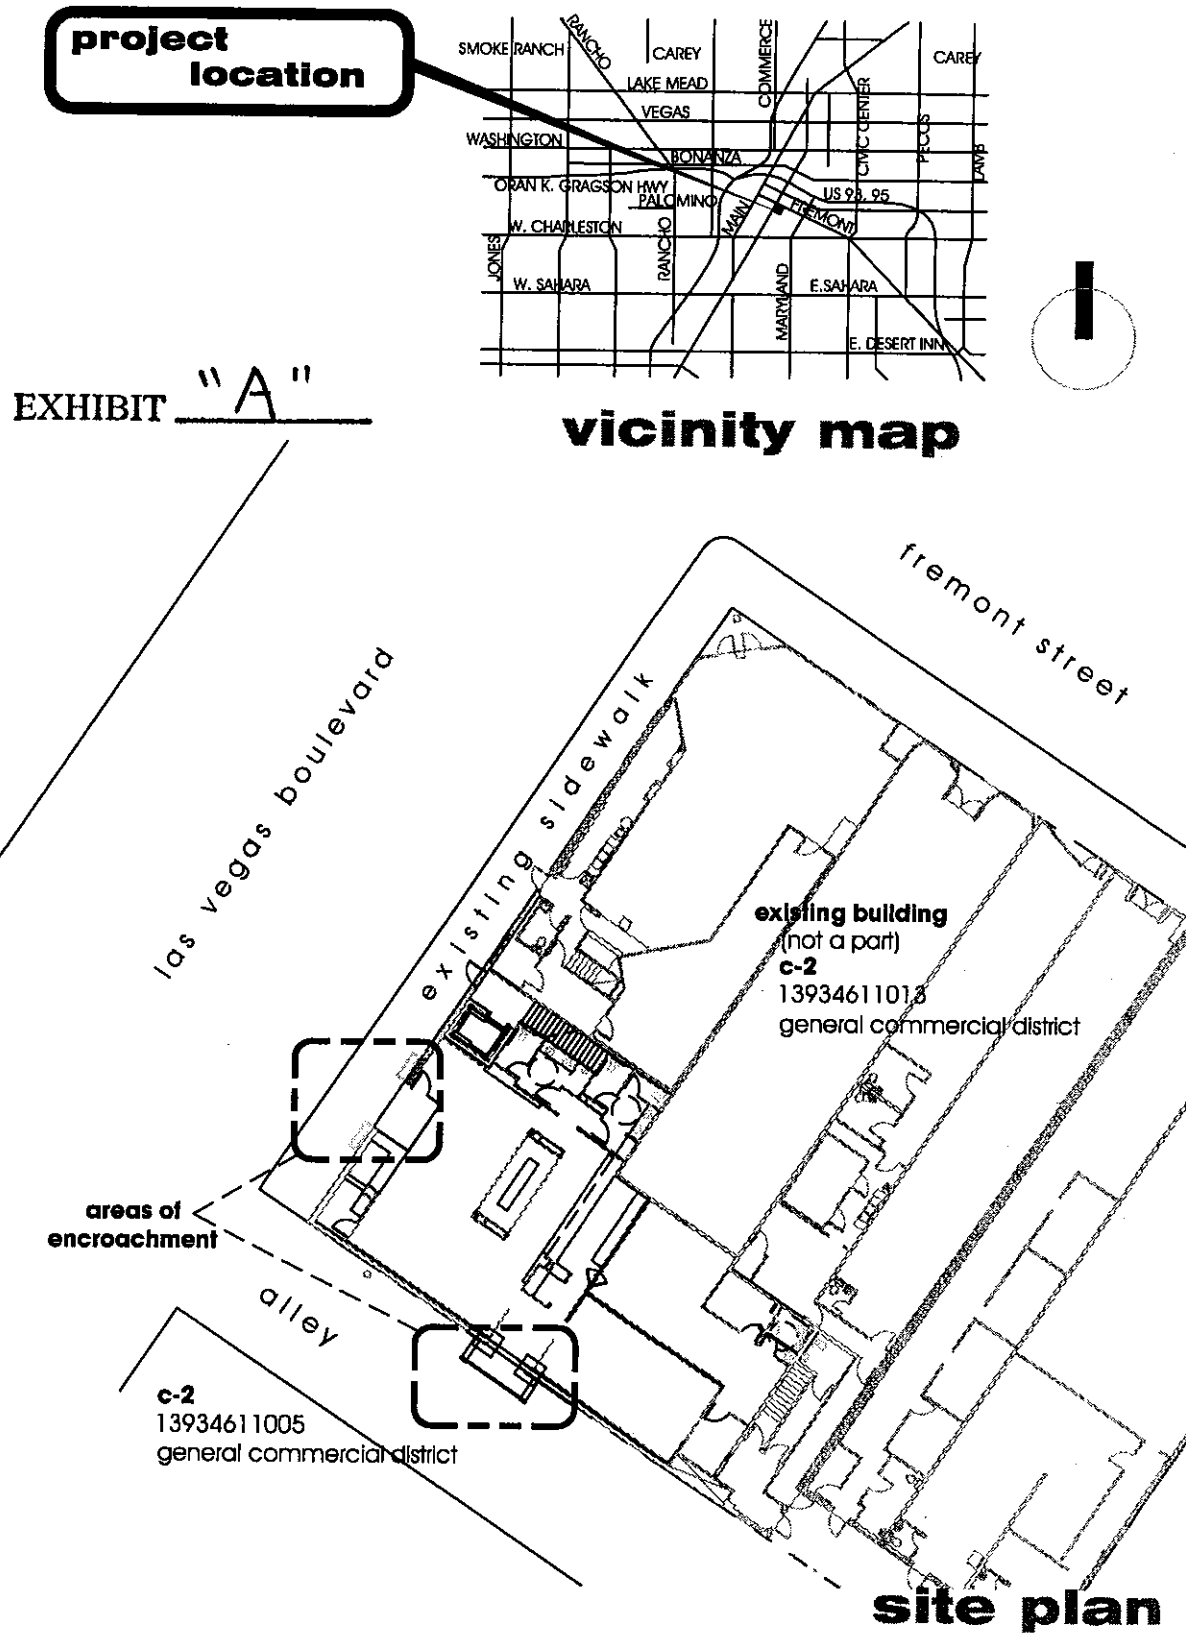 project
location
RANCHO
SMOKE RANCH
CAREY
COMMERCE
CAREY
LAKE MEAD
VEGAS
CIVIC CENTER
PECOS
WASHINGTON
BONANZA
LAMB
ORAN K. GRAGSON HWY
US 93, 95
PALOMINO
MAIN
FREMONT
W. CHARLESTON
JONES
RANCHO
MARYLAND
W. SAHARA
E.SAHARA
E. DESERT INN
EXHIBIT "A"
vicinity map
fremont street
las vegas boulevard
existing sidewalk
existing building
(not a part)
c-2
13934611013
general commercial district
areas of
encroachment
alley
c-2
13934611005
general commercial district
site plan